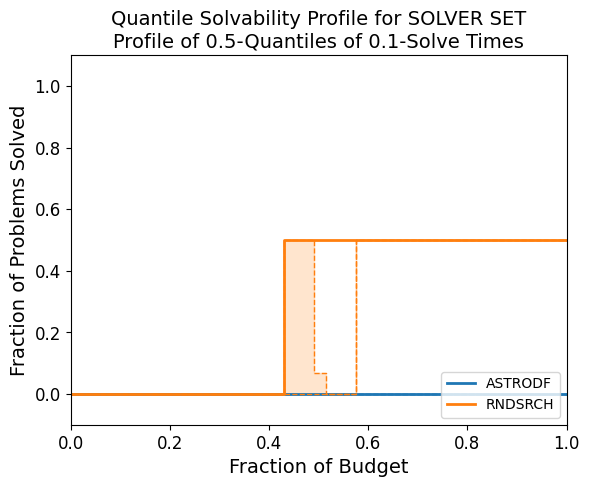 Quantile Solvability Profile for SOLVER SET
Profile of 0.5-Quantiles of 0.1-Solve Times
Fraction of Problems Solved
1.0
0.8
0.6
0.4
0.2
0.0
ASTRODF
RNDSRCH
0.0 0.2 0.4 0.6 0.8 1.0
Fraction of Budget